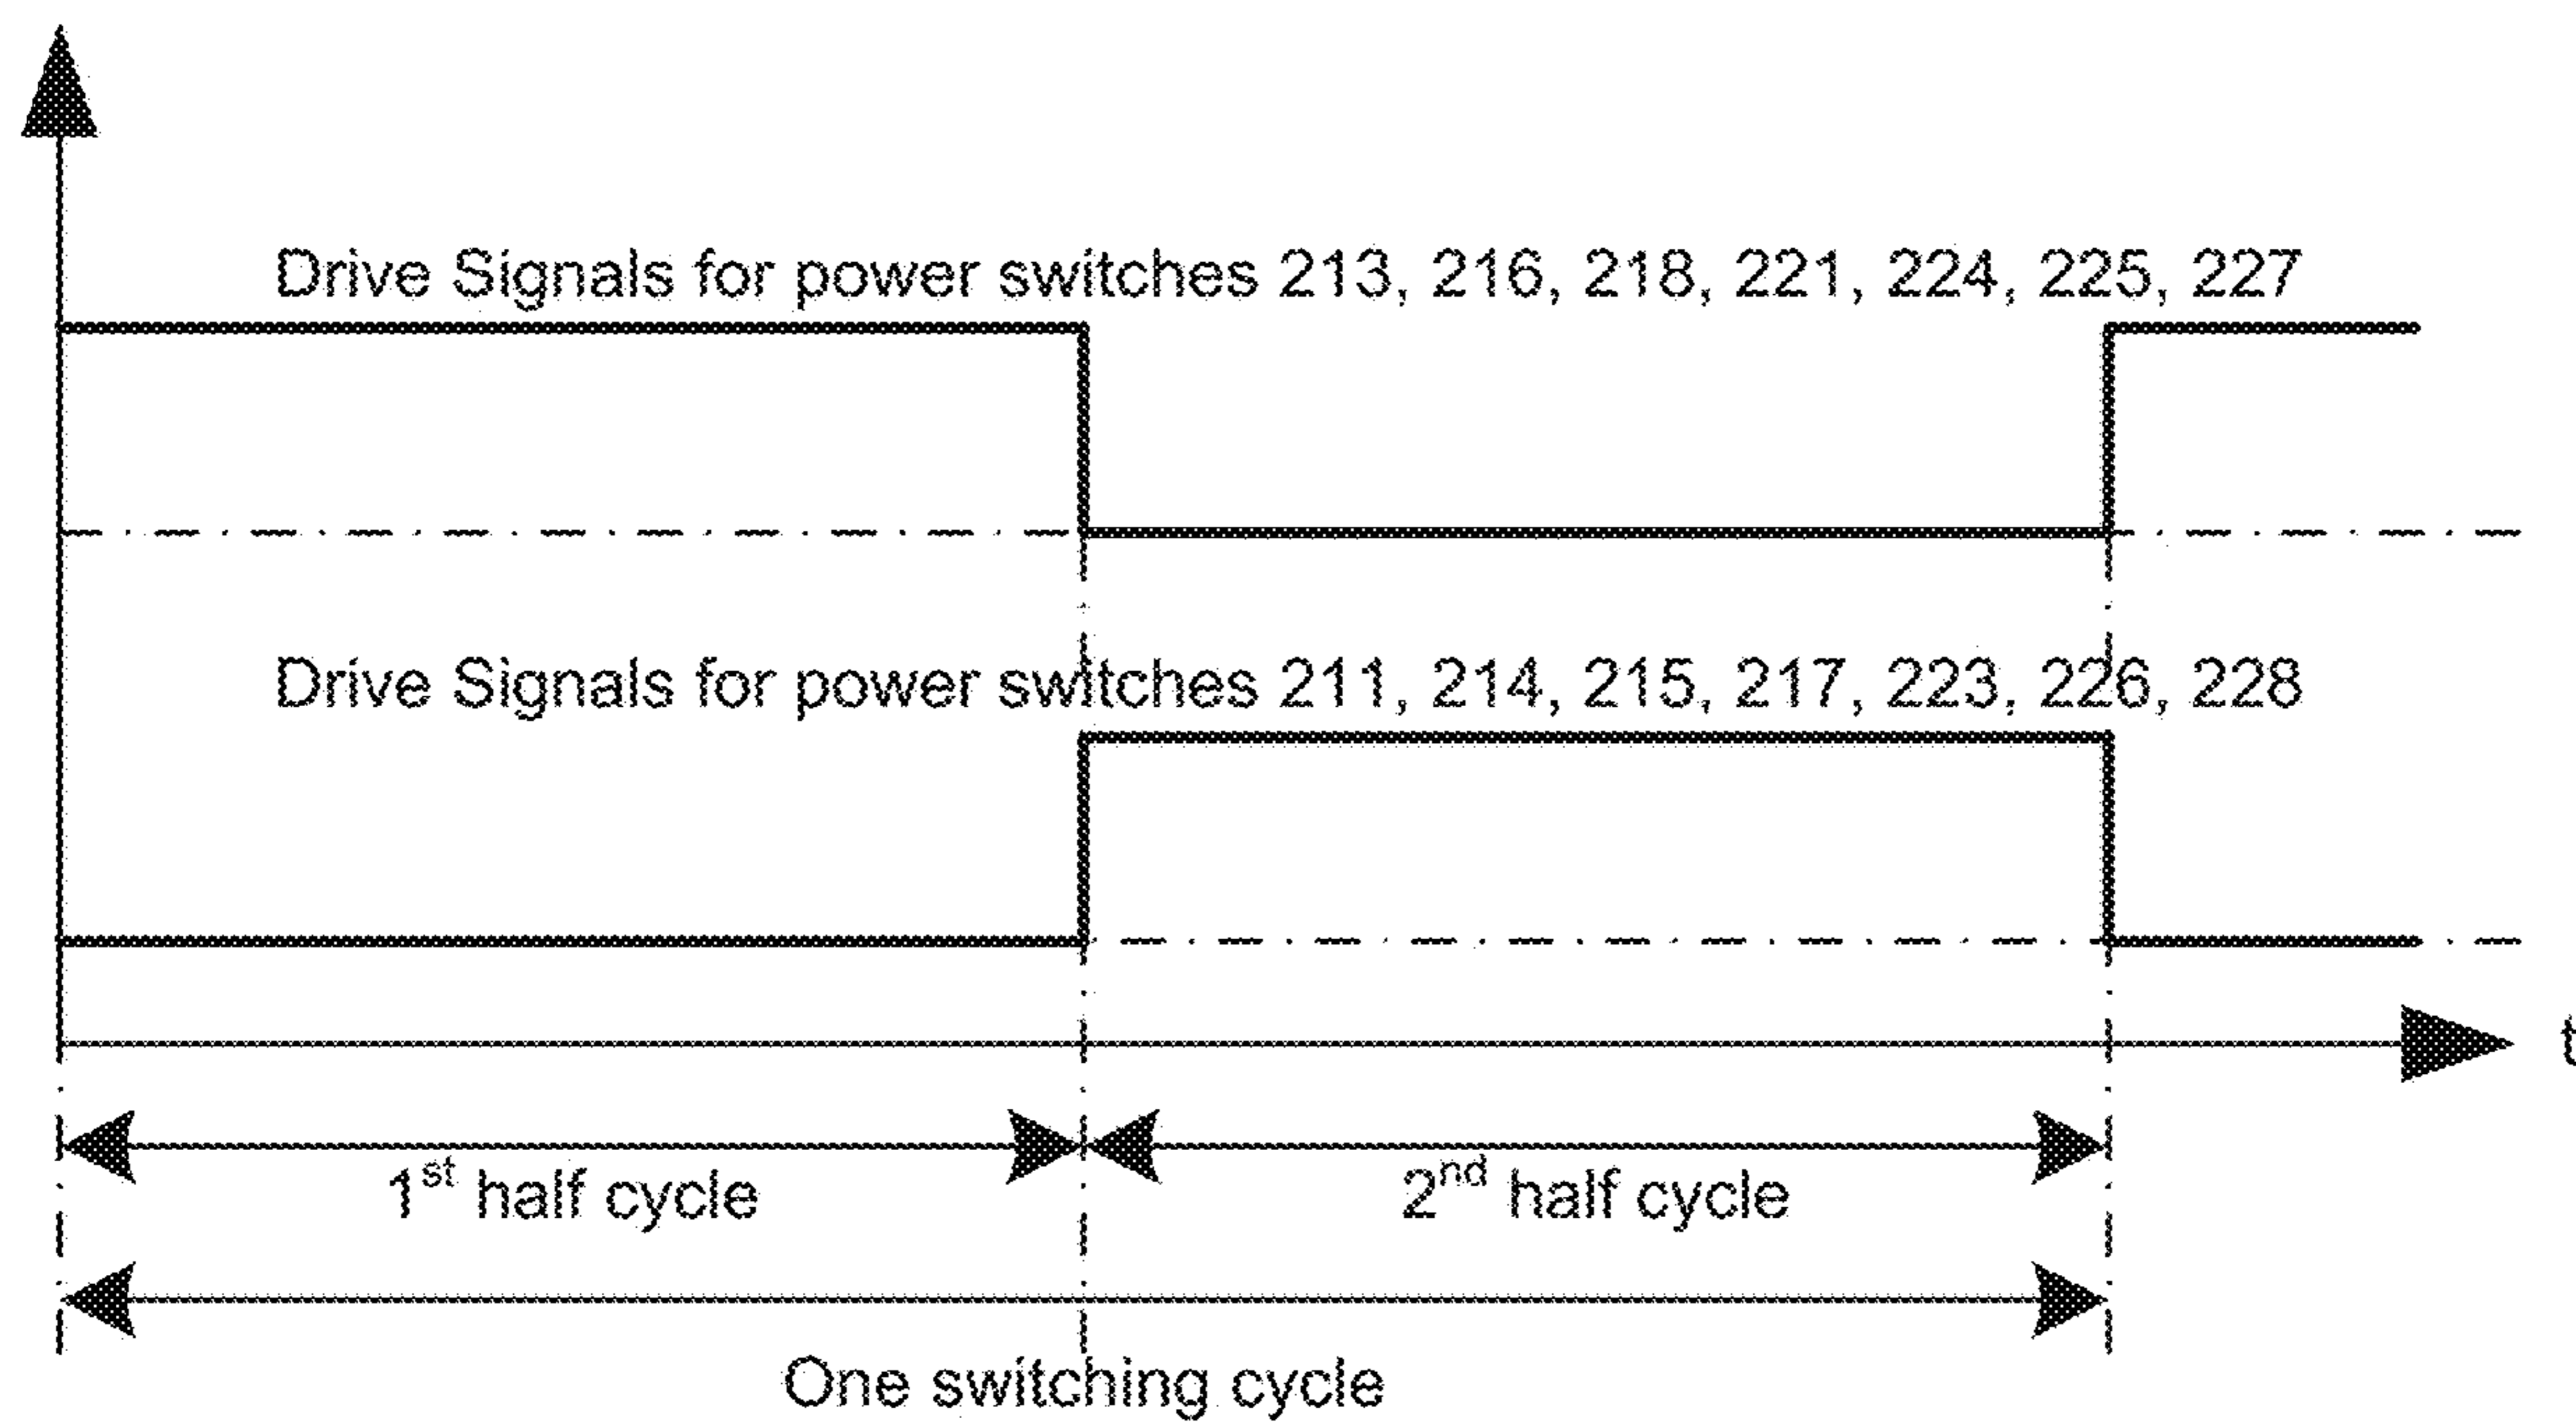 Drive Signals for power switches 213, 216, 218, 221, 224, 225, 227
Drive Signals for power switches 211, 214, 215, 217, 223, 226, 228
t
1st half cycle
2nd half cycle
One switching cycle